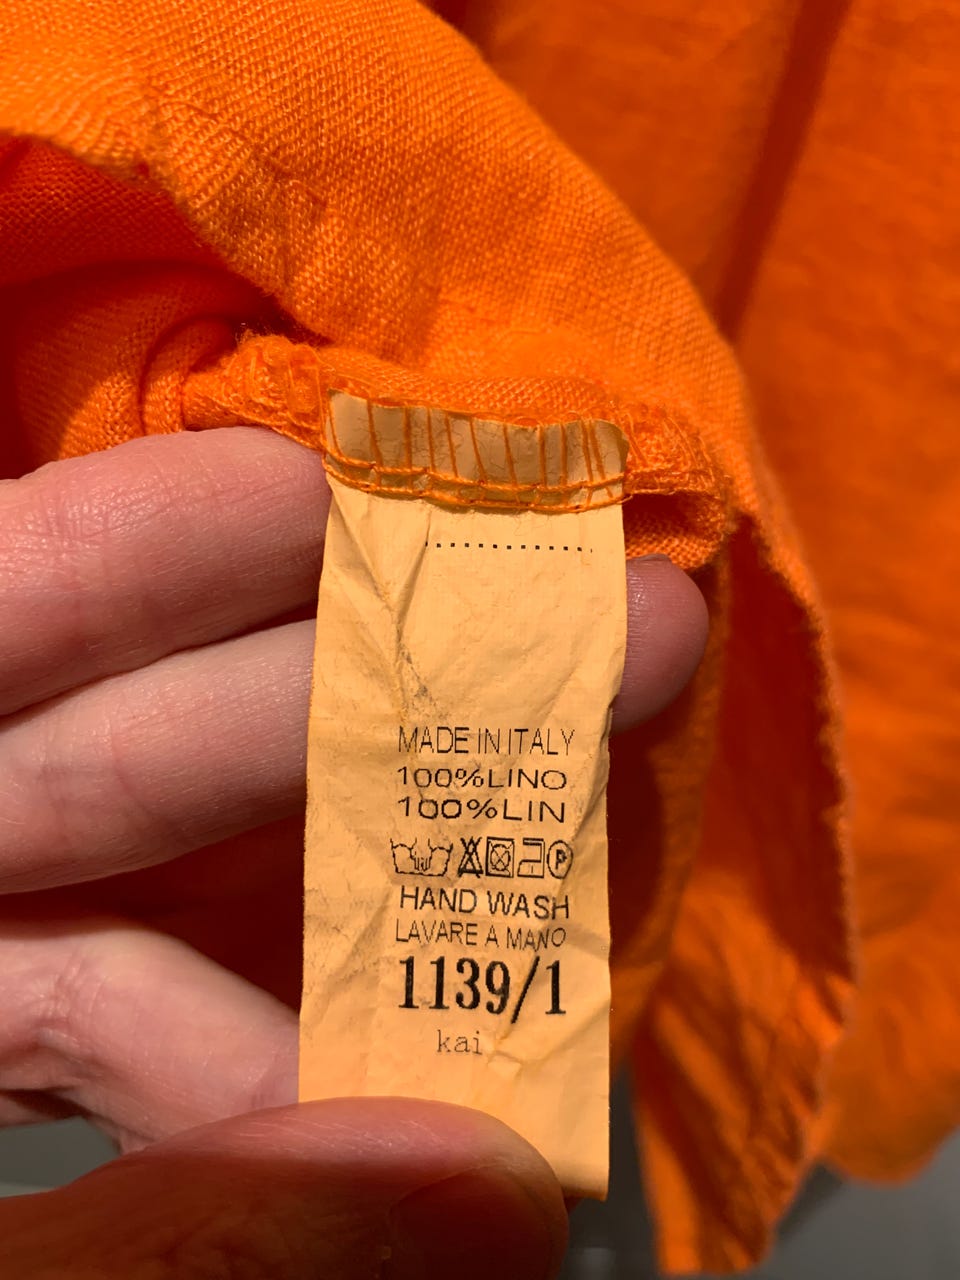 MADE IN ITALY
100%LINO
100%LIN
P
HAND WASH
LAVARE A MANO
1139/1
kai